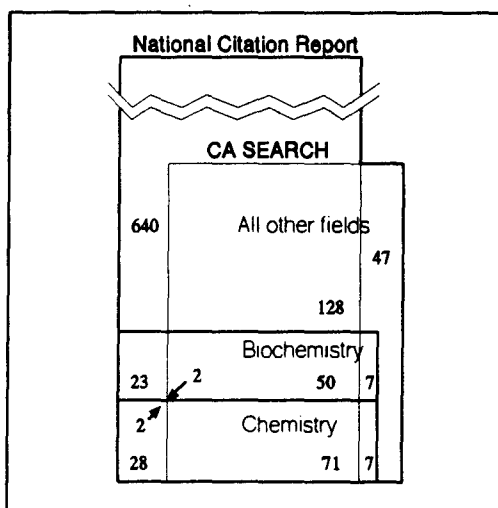 National Citation Report
CA SEARCH
640 All other fields
47
128
Biochemistry
23 2 50 7
2 Chemistry
28 71 7